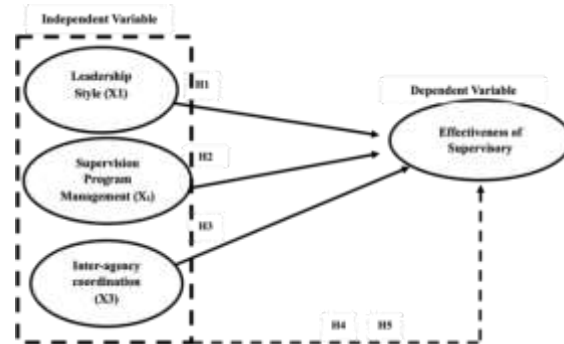 Independent Variable
Leadership
Style (X1)
H1
Dependent Variable
Effectiveness of
Supervisory
Supervision
Program
Management (X₂)
H2
H3
Inter-agency
coordination
(X3)
H4 H5